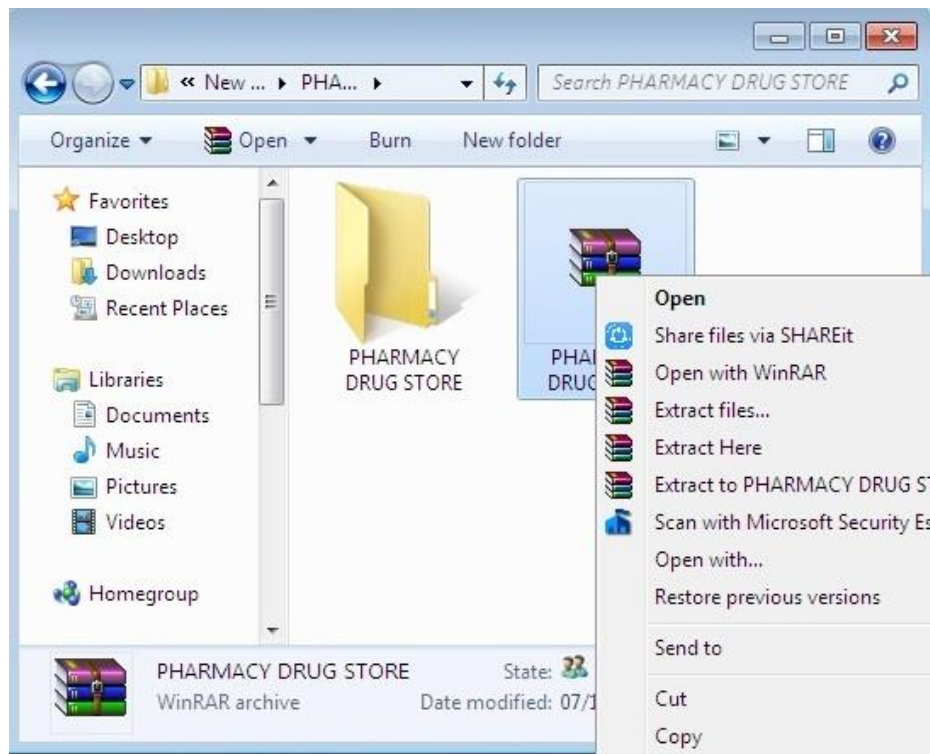 « New ... ▸ PHA... ▸
Search PHARMACY DRUG STORE
Organize Open Burn New folder
Favorites
Desktop
Downloads
Recent Places
Libraries
Documents
Music
Pictures
Videos
Homegroup
PHARMACY
DRUG STORE
PHA
DRUG
Open
Share files via SHAREit
Open with WinRAR
Extract files...
Extract Here
Extract to PHARMACY DRUG ST
Scan with Microsoft Security Es
Open with...
Restore previous versions
Send to
Cut
Copy
PHARMACY DRUG STORE State:
WinRAR archive Date modified: 07/1